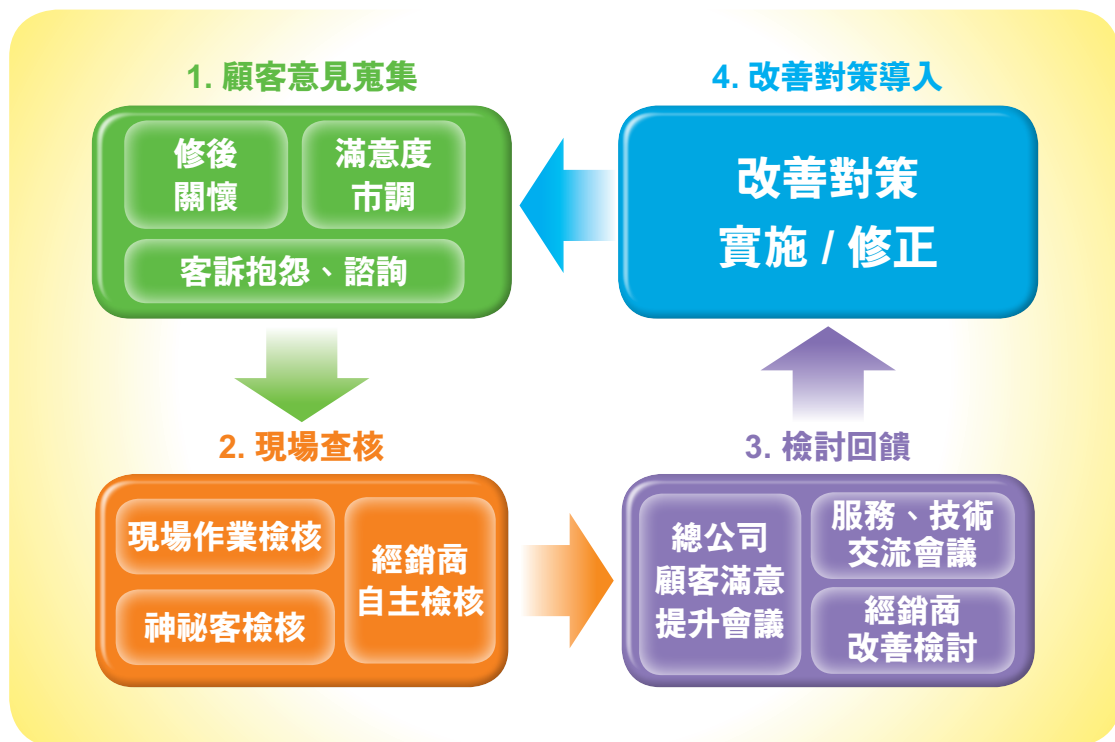 1. 顧客意見蒐集
修後
關懷
滿意度
市調
客訴抱怨、諮詢
2. 現場查核
現場作業檢核
神祕客檢核
經銷商
自主檢核
3. 檢討回饋
總公司
顧客滿意
提升會議
服務、技術
交流會議
經銷商
改善檢討
4. 改善對策導入
改善對策
實施 / 修正